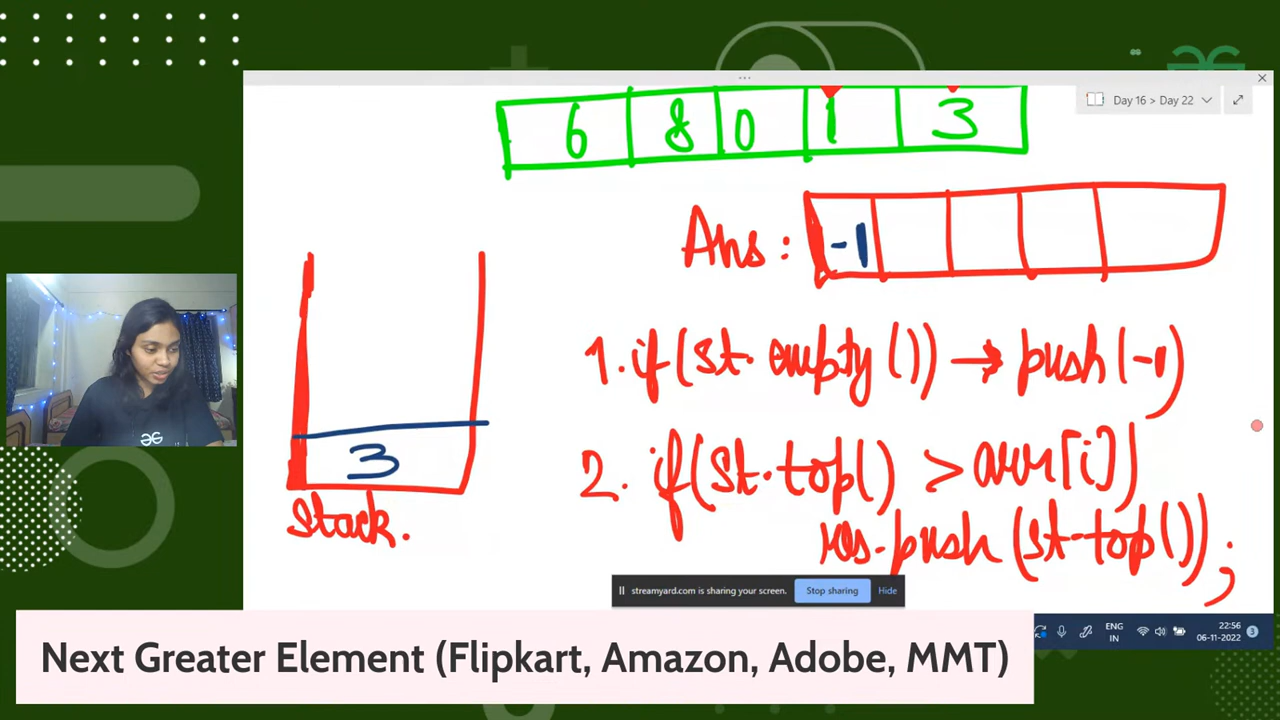 Day 16 > Day 22
6 8 0 1 3
Ans : -1
1. if(st.empty()) → push(-1)
2. if(st.top() > arr[i])
res.push(st.top());
3
Stack.
streamyard.com is sharing your screen. Stop sharing Hide
ENG
IN
22:56
06-11-2022
3
Next Greater Element (Flipkart, Amazon, Adobe, MMT)